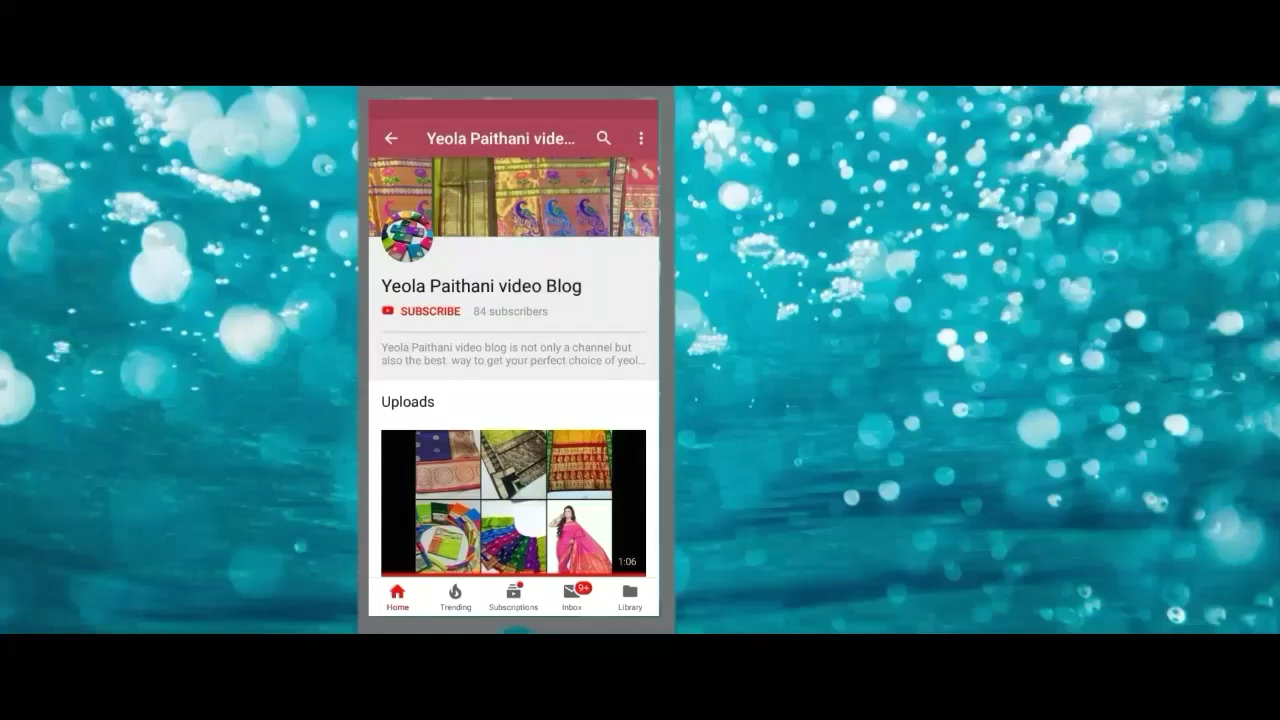 Yeola Paithani vide...
Yeola Paithani video Blog
SUBSCRIBE 84 subscribers
Yeola Paithani video blog is not only a channel but
also the best way to get your perfect choice of yeol...
Uploads
1:06
Home Trending Subscriptions 9+ Inbox Library